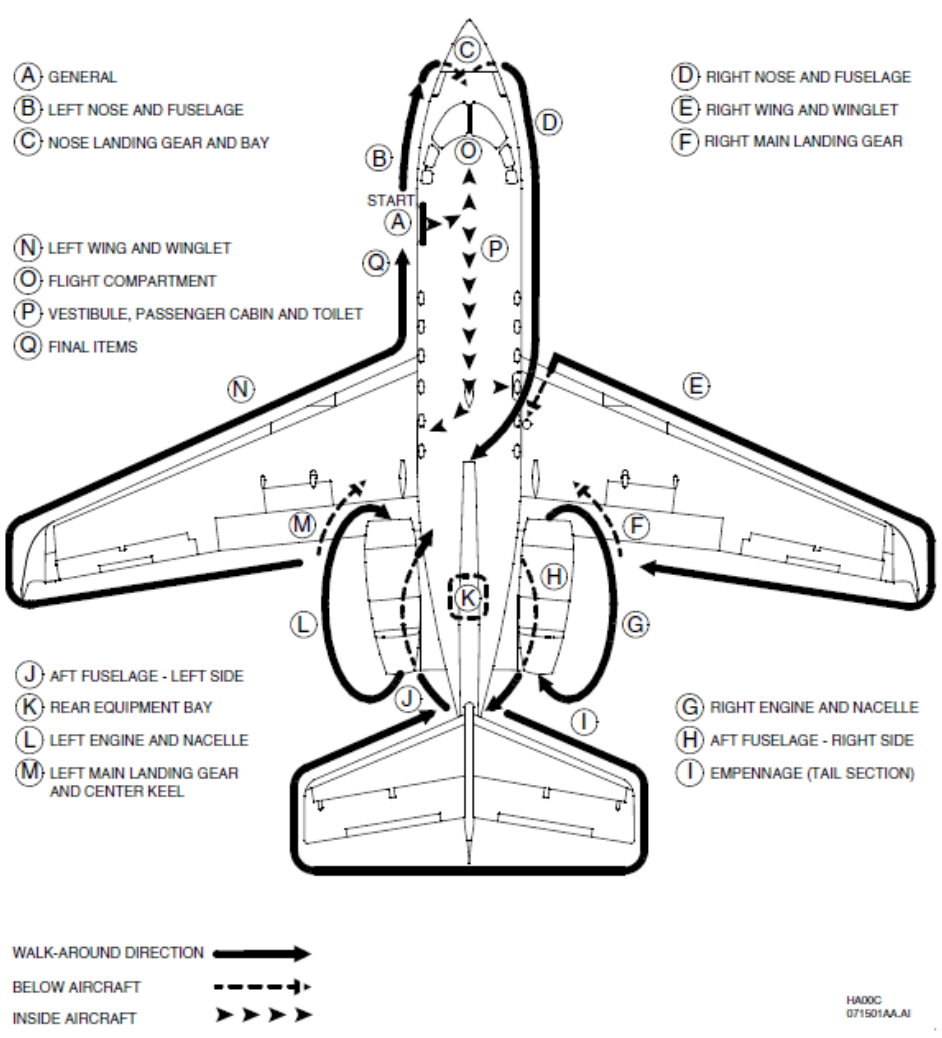 Ⓐ GENERAL
Ⓑ LEFT NOSE AND FUSELAGE
Ⓒ NOSE LANDING GEAR AND BAY
Ⓓ RIGHT NOSE AND FUSELAGE
Ⓔ RIGHT WING AND WINGLET
Ⓕ RIGHT MAIN LANDING GEAR
C
D
B
O
START
A
P
Q
Ⓝ LEFT WING AND WINGLET
Ⓞ FLIGHT COMPARTMENT
Ⓟ VESTIBULE, PASSENGER CABIN AND TOILET
Ⓠ FINAL ITEMS
N
E
M
F
H
K
L
G
J
I
Ⓙ AFT FUSELAGE - LEFT SIDE
Ⓚ REAR EQUIPMENT BAY
Ⓛ LEFT ENGINE AND NACELLE
Ⓜ LEFT MAIN LANDING GEAR
AND CENTER KEEL
Ⓖ RIGHT ENGINE AND NACELLE
Ⓗ AFT FUSELAGE - RIGHT SIDE
Ⓘ EMPENNAGE (TAIL SECTION)
WALK-AROUND DIRECTION
BELOW AIRCRAFT
INSIDE AIRCRAFT
HA00C
071501AA.AI